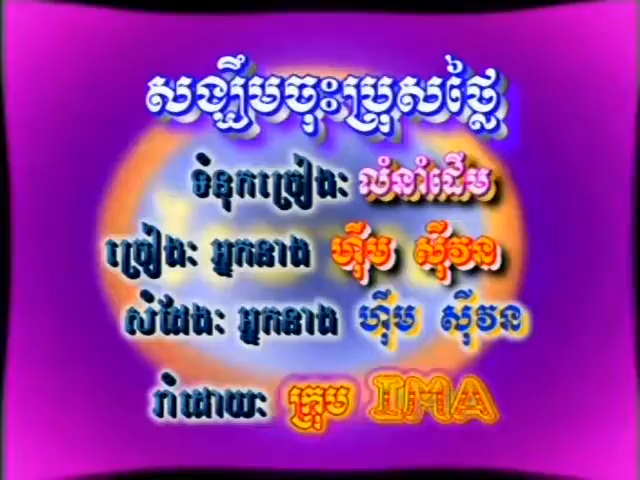 សង្ឃឹមចុះប្រុសថ្លៃ
ទំនុកច្រៀងៈ លំនាំដើម
ច្រៀងៈ អ្នកនាង ហ៊ឹម ស៊ីវន
សំដែងៈ អ្នកនាង ហ៊ឹម ស៊ីវន
រាំដោយៈ ក្រុម IMA